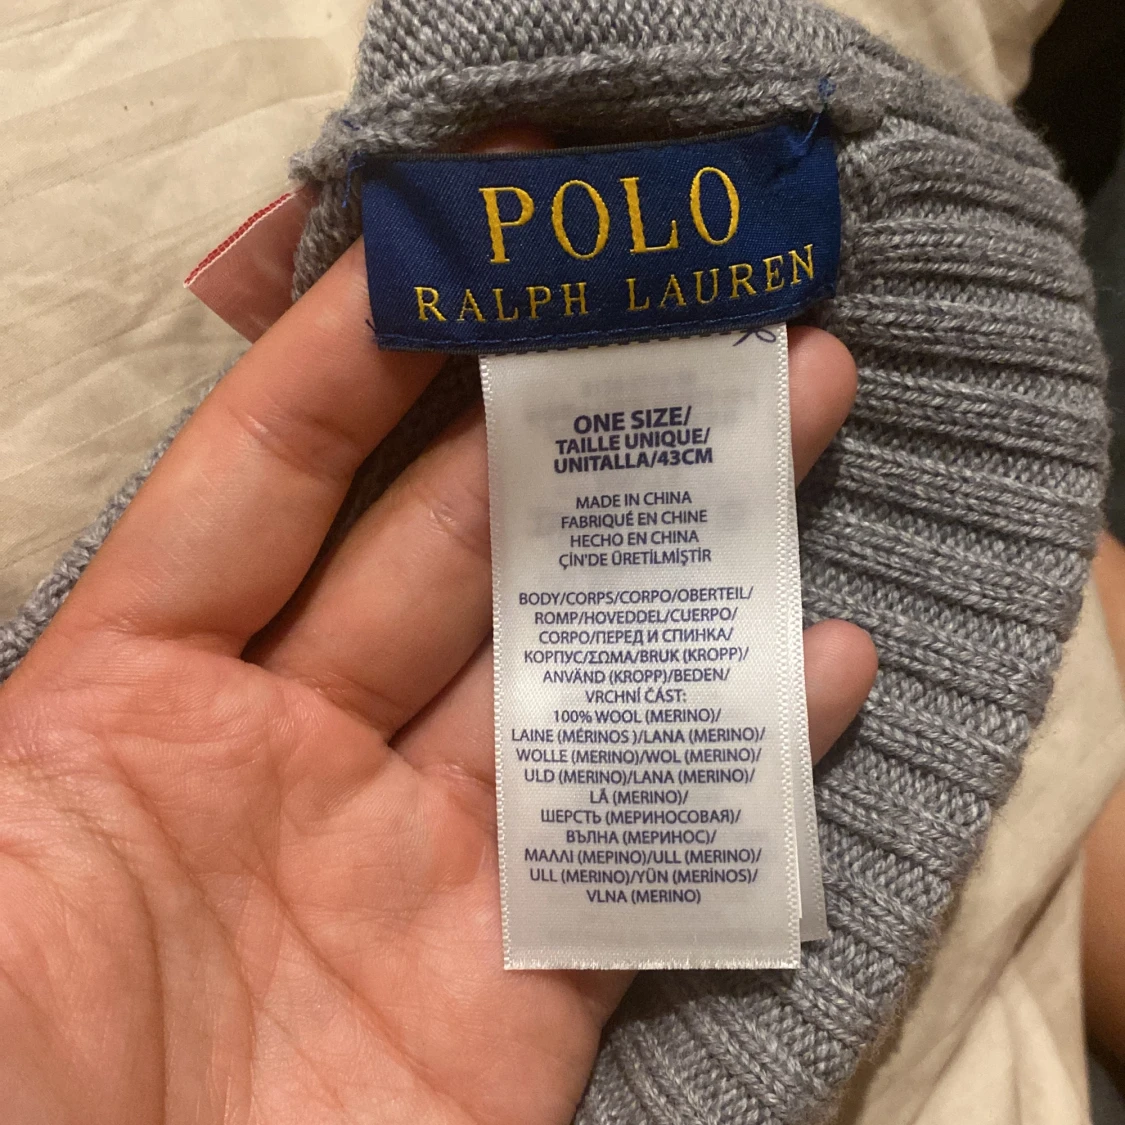 POLO
RALPH LAUREN
ONE SIZE/
TAILLE UNIQUE/
UNITALLA/43CM
MADE IN CHINA
FABRIQUÉ EN CHINE
HECHO EN CHINA
ÇİN'DE ÜRETİLMİŞTİR
BODY/CORPS/CORPO/OBERTEIL/
ROMP/HOVEDDEL/CUERPO/
CORPO/ПЕРЕД И СПИНКА/
КОРПУС/ΣΩΜΑ/BRUK (KROPP)/
ANVÄND (KROPP)/BEDEN/
VRCHNÍ ČÁST:
100% WOOL (MERINO)/
LAINE (MÉRINOS )/LANA (MERINO)/
WOLLE (MERINO)/WOL (MERINO)/
ULD (MERINO)/LANA (MERINO)/
LÃ (MERINO)/
ШЕРСТЬ (МЕРИНОСОВАЯ)/
ВЪЛНА (МЕРИНОС)/
ΜΑΛΛΙ (ΜΕΡΙΝΟ)/ULL (MERINO)/
ULL (MERINO)/YÜN (MERİNOS)/
VLNA (MERINO)